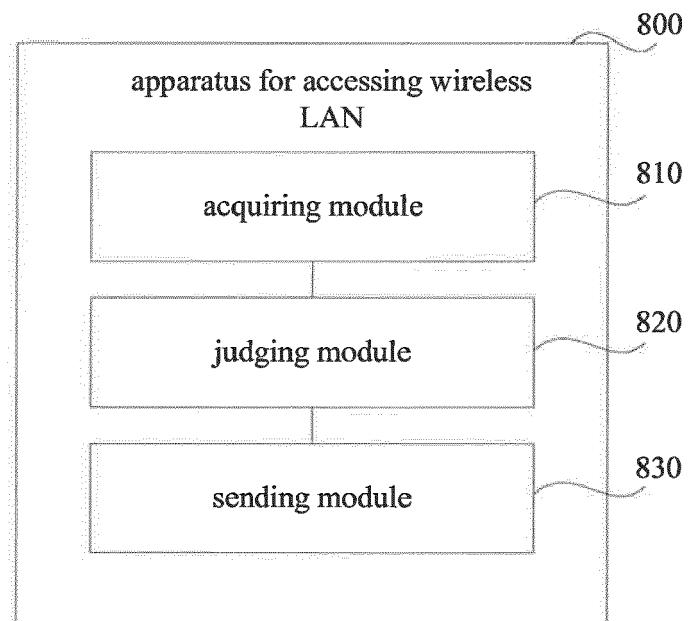 800
apparatus for accessing wireless
LAN
acquiring module
810
judging module
820
sending module
830